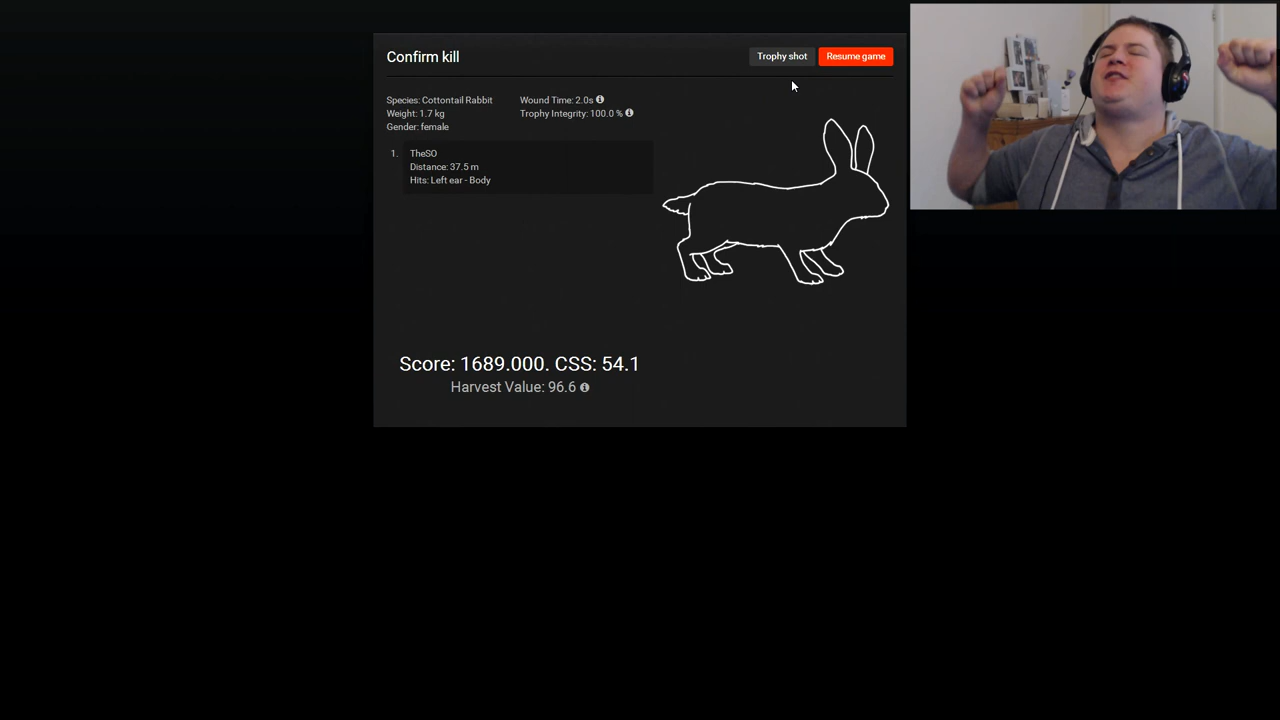 Confirm kill
Trophy shot
Resume game
Species: Cottontail Rabbit
Weight: 1.7 kg
Gender: female
Wound Time: 2.0s
Trophy Integrity: 100.0 %
1.
TheSO
Distance: 37.5 m
Hits: Left ear - Body
Score: 1689.000. CSS: 54.1
Harvest Value: 96.6